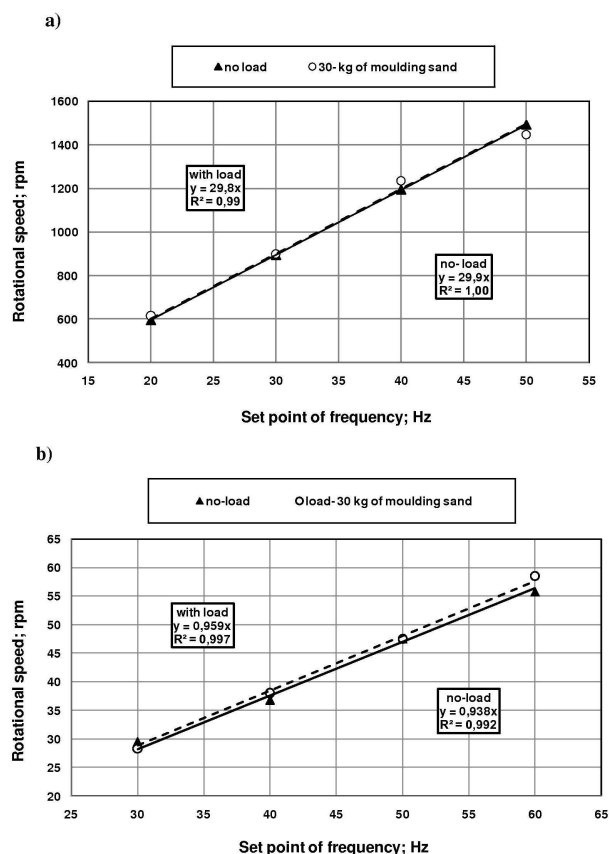 a)
▲no load ○30- kg of moulding sand
1600
1400
1200
1000
800
600
400
with load
y = 29,8x
R² = 0,99
no- load
y = 29,9x
R² = 1,00
15 20 25 30 35 40 45 50 55
Rotational speed; rpm
Set point of frequency; Hz
b)
▲no-load ○load- 30 kg of moulding sand
65
60
55
50
45
40
35
30
25
20
with load
y = 0,959x
R² = 0,997
no-load
y = 0,938x
R² = 0,992
25 30 35 40 45 50 55 60 65
Rotational speed; rpm
Set point of frequency; Hz